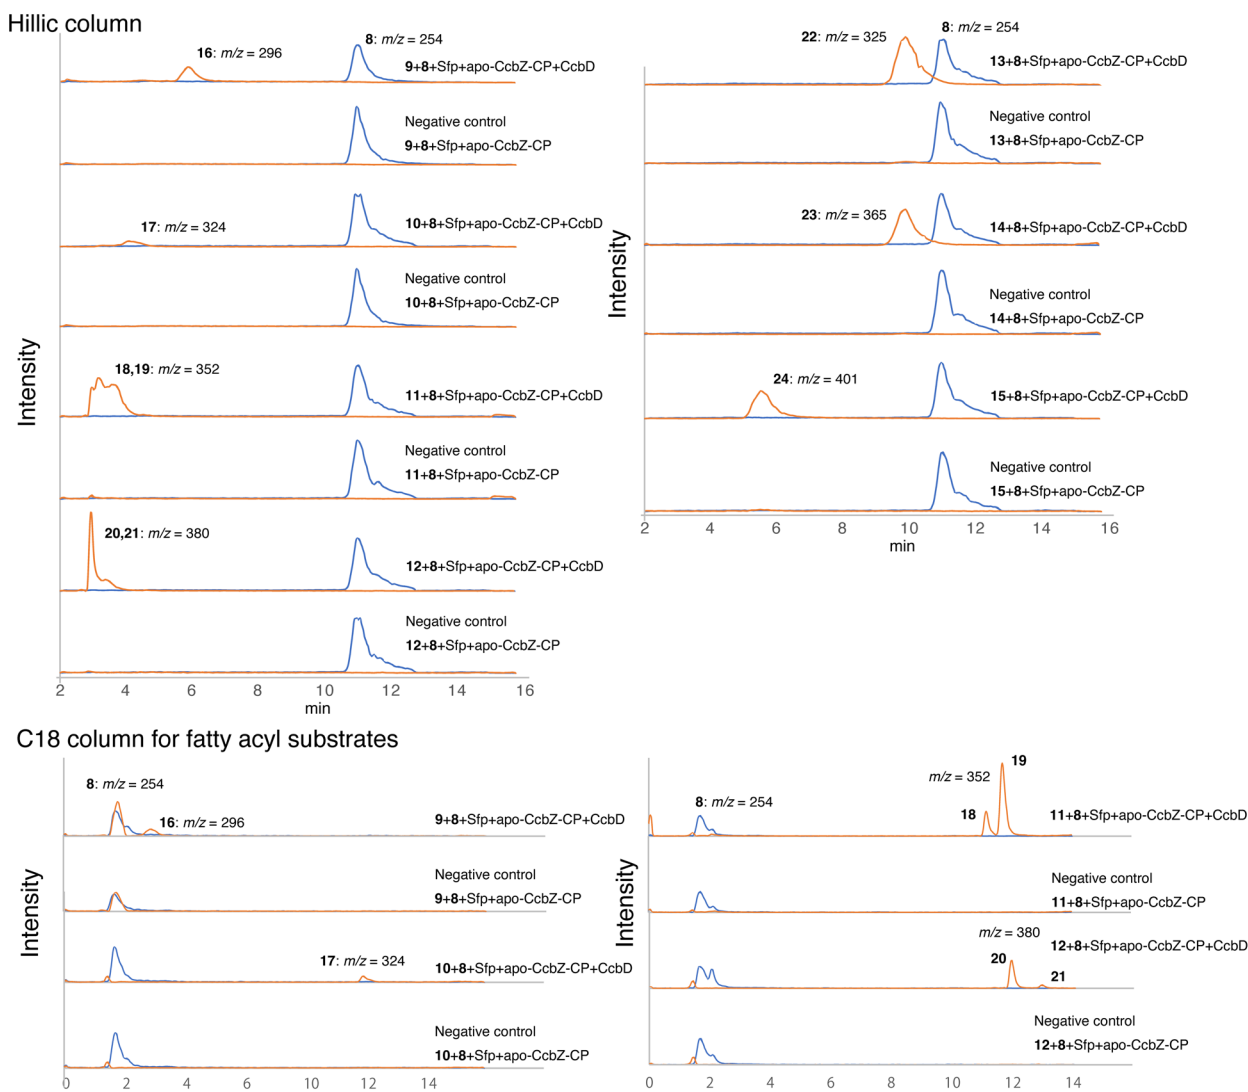 Hillic column
16: m/z = 296
8: m/z = 254
9+8+Sfp+apo-CcbZ-CP+CcbD
Negative control
9+8+Sfp+apo-CcbZ-CP
17: m/z = 324
10+8+Sfp+apo-CcbZ-CP+CcbD
Negative control
10+8+Sfp+apo-CcbZ-CP
Intensity
18,19: m/z = 352
11+8+Sfp+apo-CcbZ-CP+CcbD
Negative control
11+8+Sfp+apo-CcbZ-CP
20,21: m/z = 380
12+8+Sfp+apo-CcbZ-CP+CcbD
Negative control
12+8+Sfp+apo-CcbZ-CP
2 4 6 8 10 12 14 16
min
22: m/z = 325
8: m/z = 254
13+8+Sfp+apo-CcbZ-CP+CcbD
Negative control
13+8+Sfp+apo-CcbZ-CP
23: m/z = 365
14+8+Sfp+apo-CcbZ-CP+CcbD
Intensity
Negative control
14+8+Sfp+apo-CcbZ-CP
24: m/z = 401
15+8+Sfp+apo-CcbZ-CP+CcbD
Negative control
15+8+Sfp+apo-CcbZ-CP
2 4 6 8 10 12 14 16
min
C18 column for fatty acyl substrates
8: m/z = 254
16: m/z = 296
9+8+Sfp+apo-CcbZ-CP+CcbD
Intensity
Negative control
9+8+Sfp+apo-CcbZ-CP
17: m/z = 324
10+8+Sfp+apo-CcbZ-CP+CcbD
Negative control
10+8+Sfp+apo-CcbZ-CP
0 2 4 6 8 10 12 14
19
m/z = 352
8: m/z = 254
18
11+8+Sfp+apo-CcbZ-CP+CcbD
Intensity
Negative control
11+8+Sfp+apo-CcbZ-CP
m/z = 380
12+8+Sfp+apo-CcbZ-CP+CcbD
20
21
Negative control
12+8+Sfp+apo-CcbZ-CP
0 2 4 6 8 10 12 14